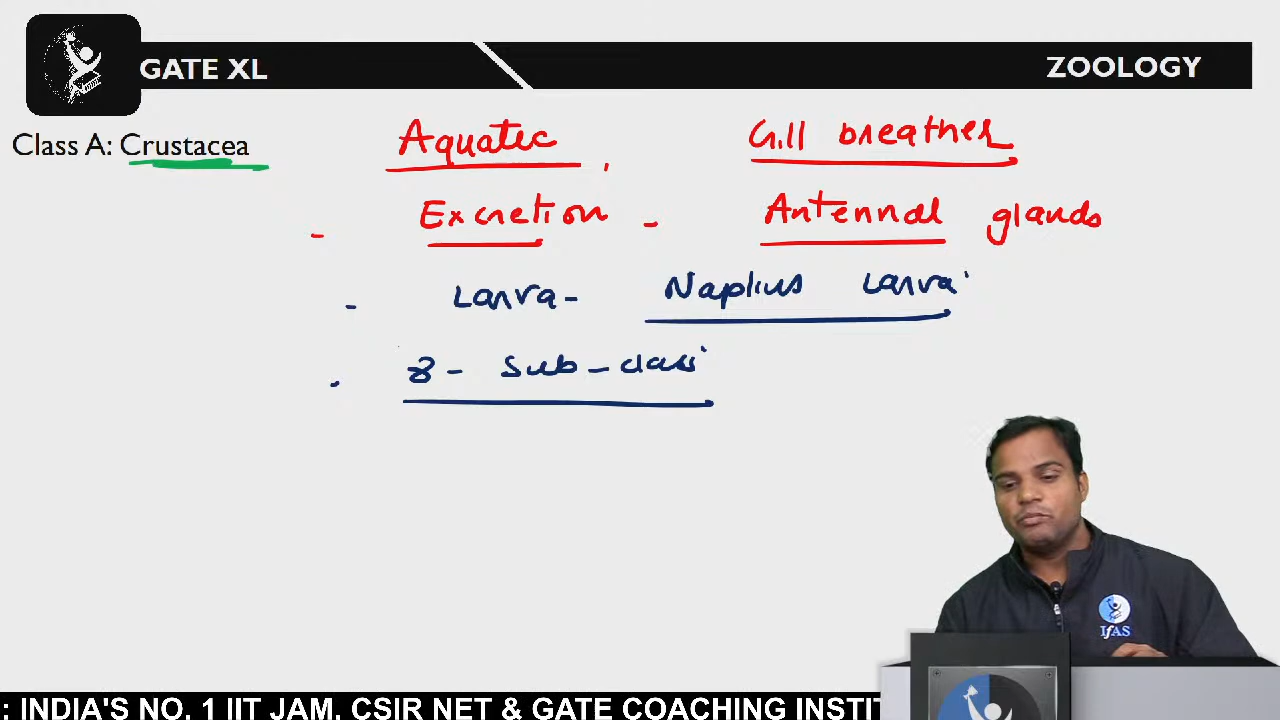 GATE XL
ZOOLOGY
Class A: Crustacea
Aquatic, Gill breather
- Excretion - Antennal glands
- Larva - Naplius Larva
. 8 - Sub-class
IfAS
: INDIA'S NO. 1 IIT JAM, CSIR NET & GATE COACHING INSTIT